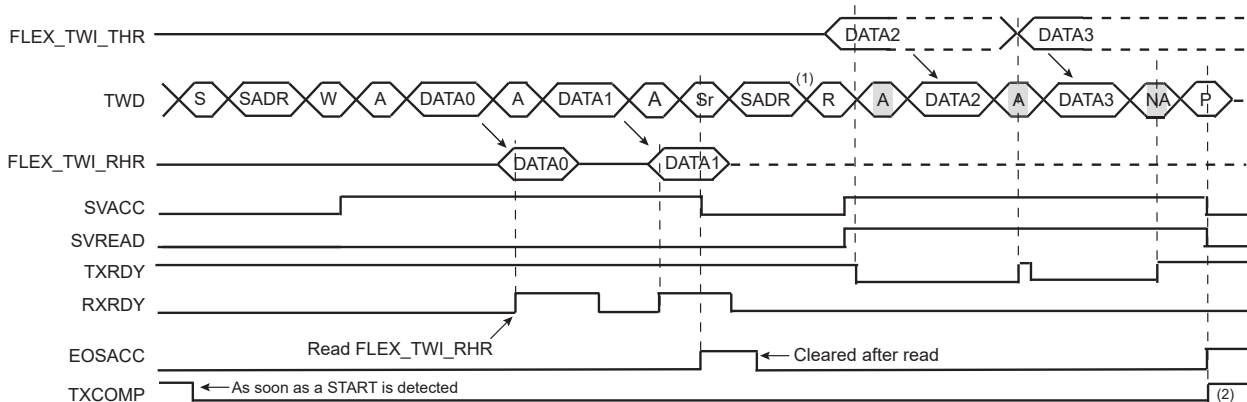 FLEX_TWI_THR DATA2 DATA3
(1)
TWD S SADR W A DATA0 A DATA1 A Sr SADR R A DATA2 A DATA3 NA P
FLEX_TWI_RHR DATA0 DATA1
SVACC
SVREAD
TXRDY
RXRDY
Read FLEX_TWI_RHR
EOSACC Cleared after read
TXCOMP As soon as a START is detected (2)